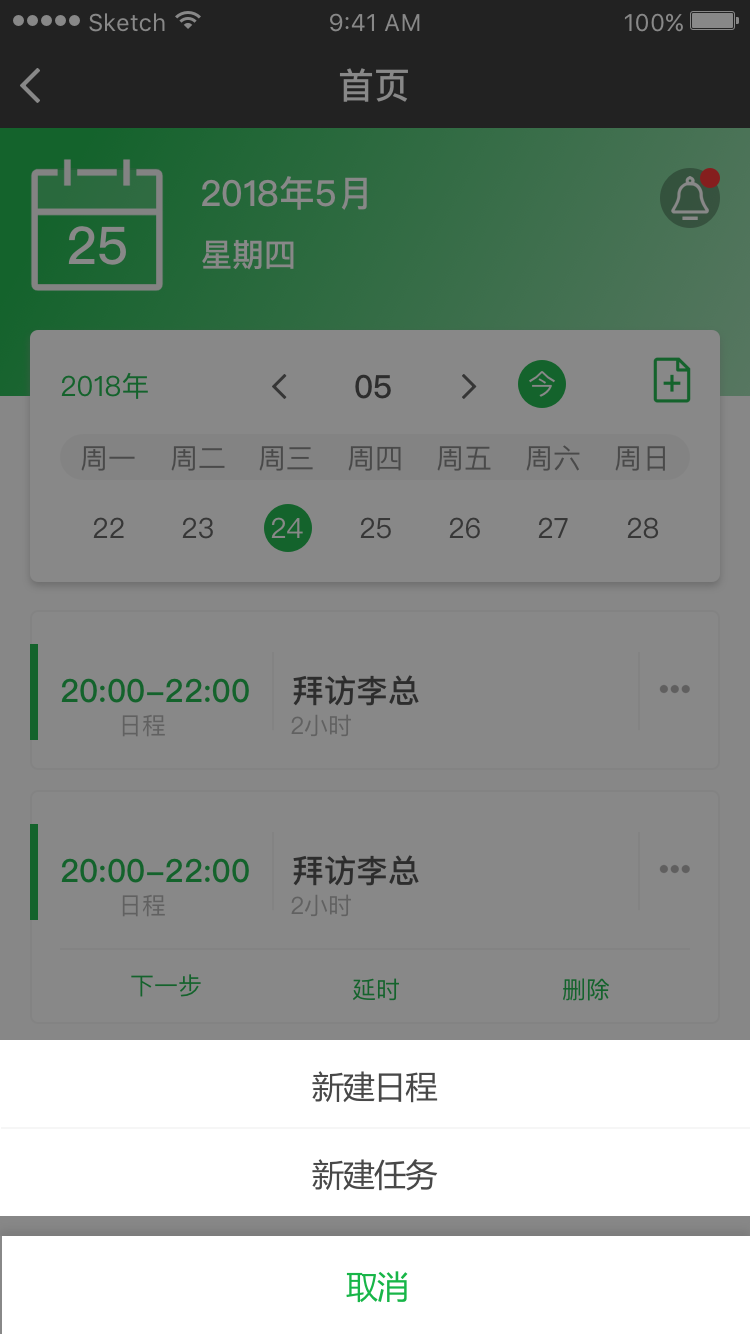 Sketch 9:41 AM 100%
首页
2018年5月
25
星期四
2018年 05 今
周一 周二 周三 周四 周五 周六 周日
22 23 24 25 26 27 28
20:00–22:00 拜访李总
日程 2小时
20:00–22:00 拜访李总
日程 2小时
下一步 延时 删除
新建日程
新建任务
取消